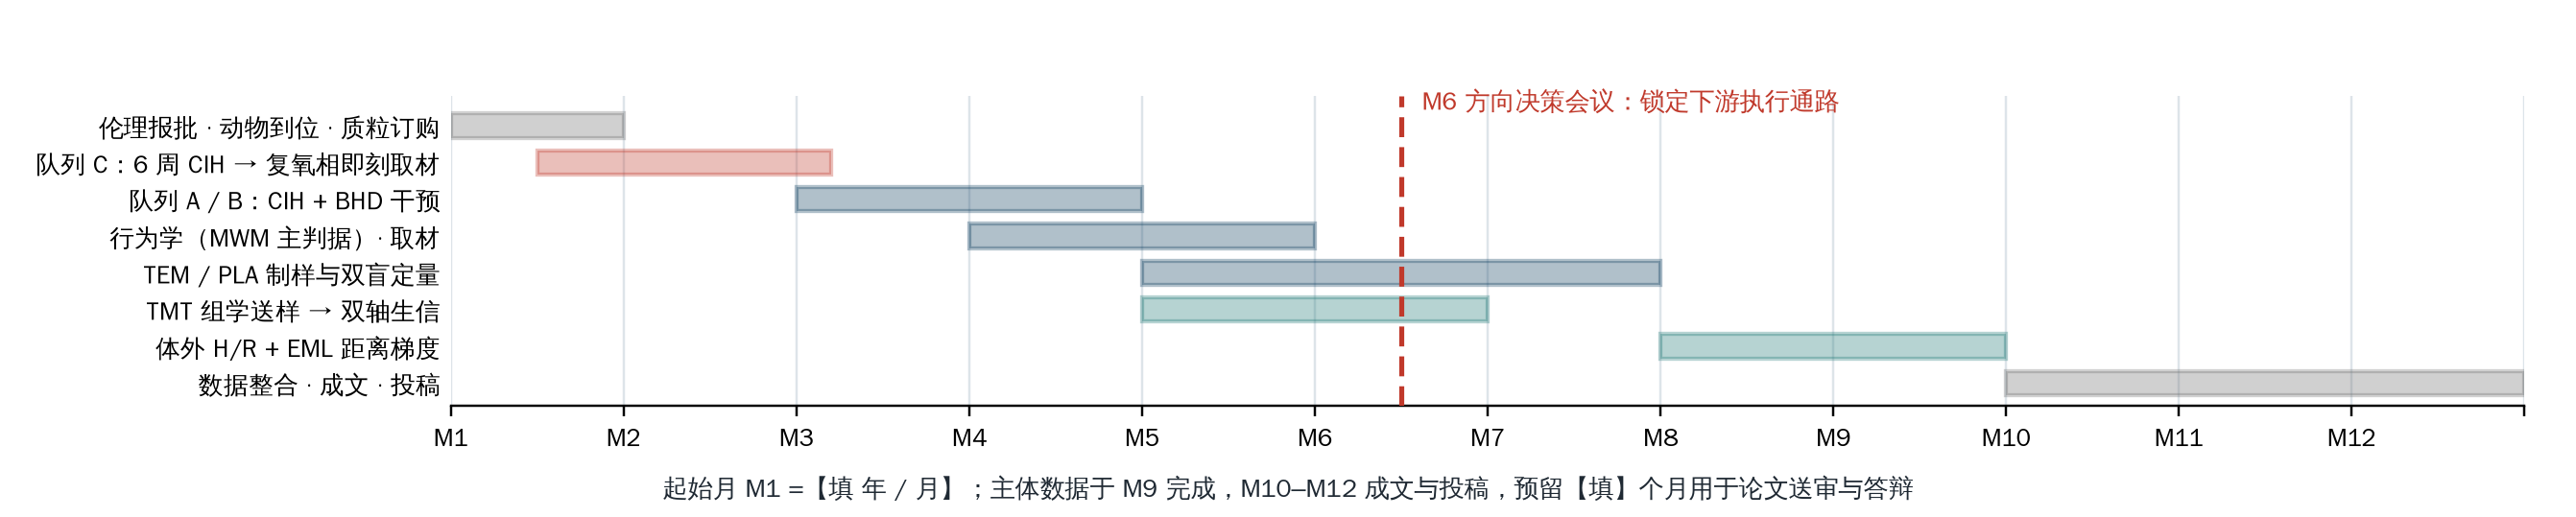 M6 方向决策会议：锁定下游执行通路
伦理报批 · 动物到位 · 质粒订购
队列 C：6 周 CIH → 复氧相即刻取材
队列 A / B：CIH + BHD 干预
行为学（MWM 主判据）· 取材
TEM / PLA 制样与双盲定量
TMT 组学送样 → 双轴生信
体外 H/R + EML 距离梯度
数据整合 · 成文 · 投稿
M1 M2 M3 M4 M5 M6 M7 M8 M9 M10 M11 M12
起始月 M1 =【填 年 / 月】；主体数据于 M9 完成，M10–M12 成文与投稿，预留【填】个月用于论文送审与答辩